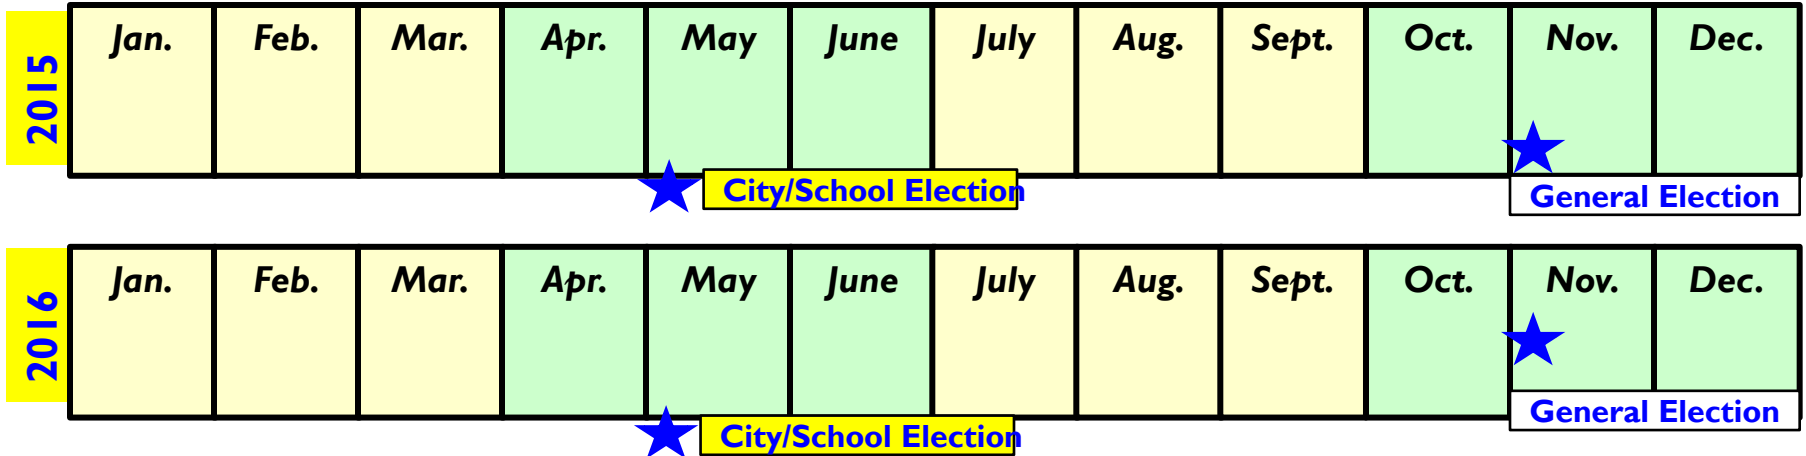 2015
Jan. Feb. Mar. Apr. May June July Aug. Sept. Oct. Nov. Dec.
City/School Election
General Election
2016
Jan. Feb. Mar. Apr. May June July Aug. Sept. Oct. Nov. Dec.
General Election
City/School Election